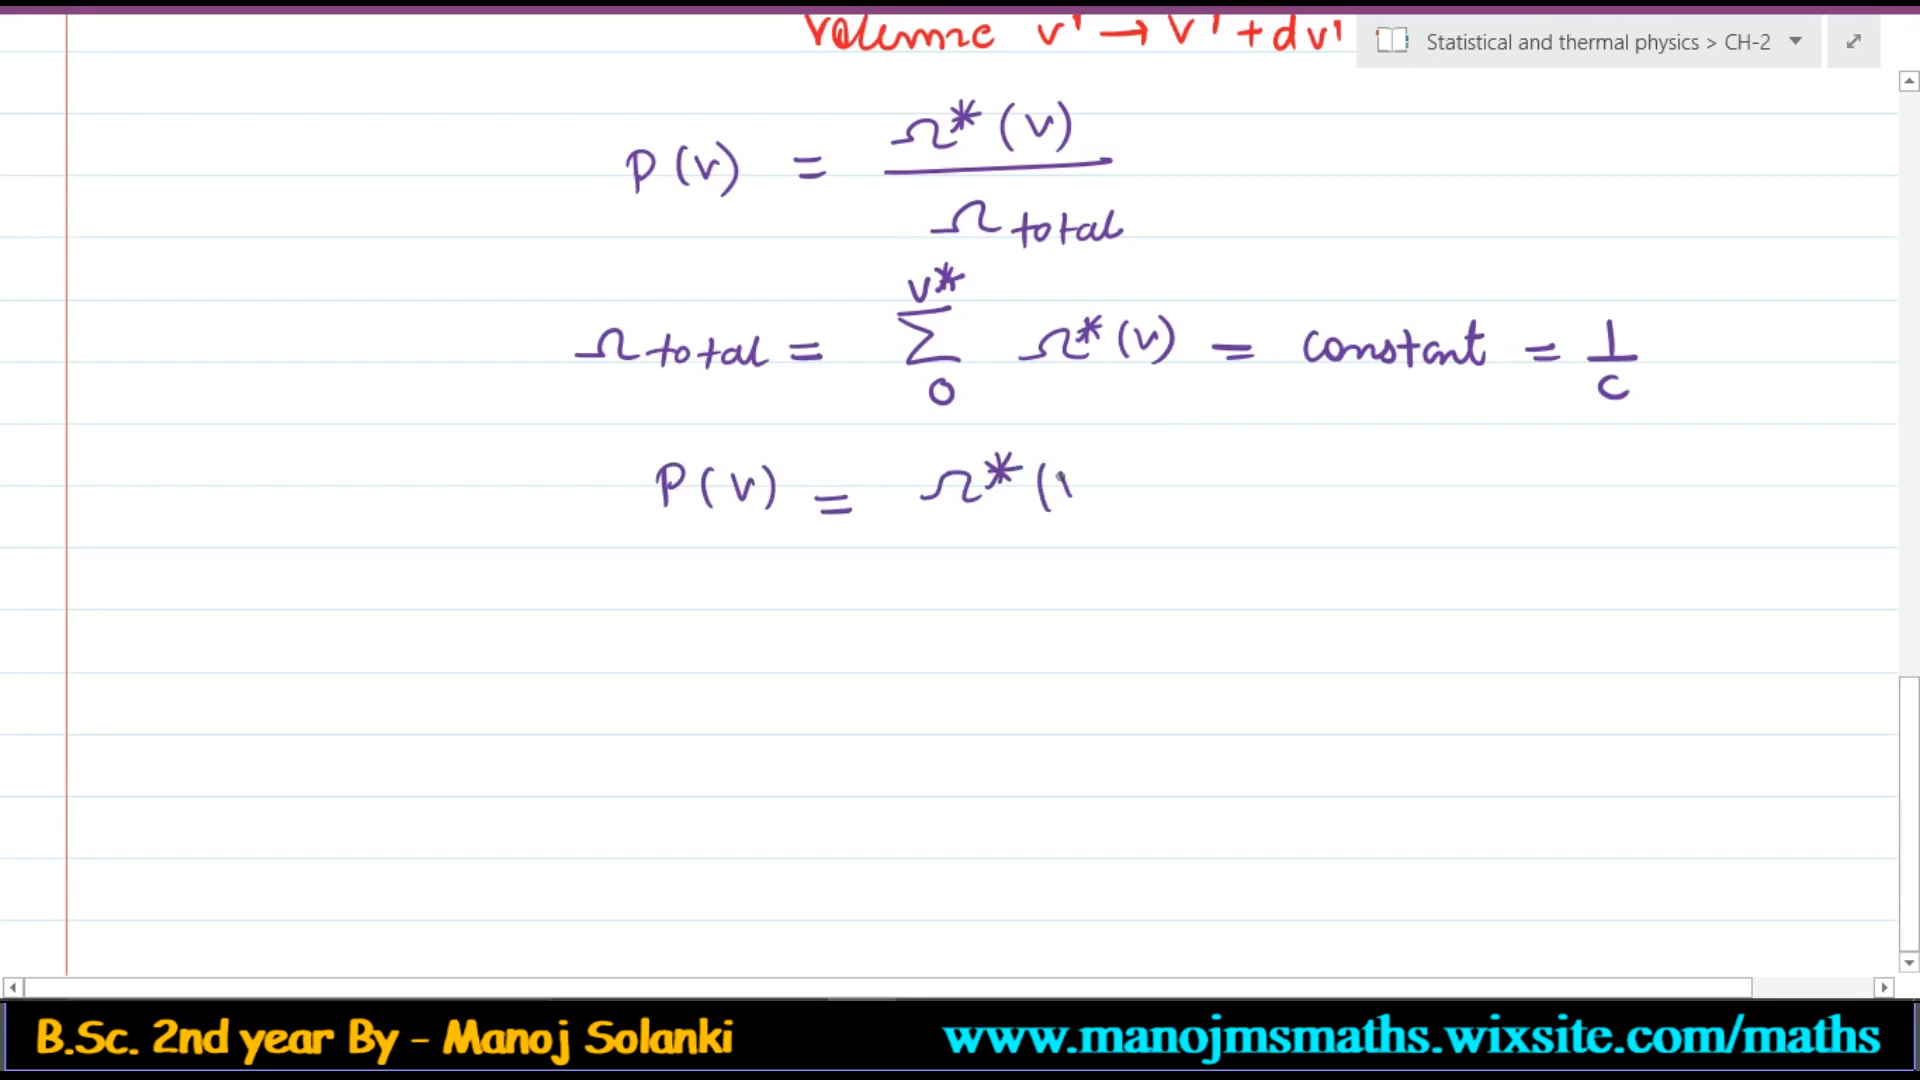 Volume V' → V' + dV'
Statistical and thermal physics > CH-2
P(V) = Ω*(V) / Ω total
Ω total = V* Σ 0 Ω*(V) = constant = 1/C
P(V) = Ω*(
B.Sc. 2nd year By - Manoj Solanki
www.manojmsmaths.wixsite.com/maths